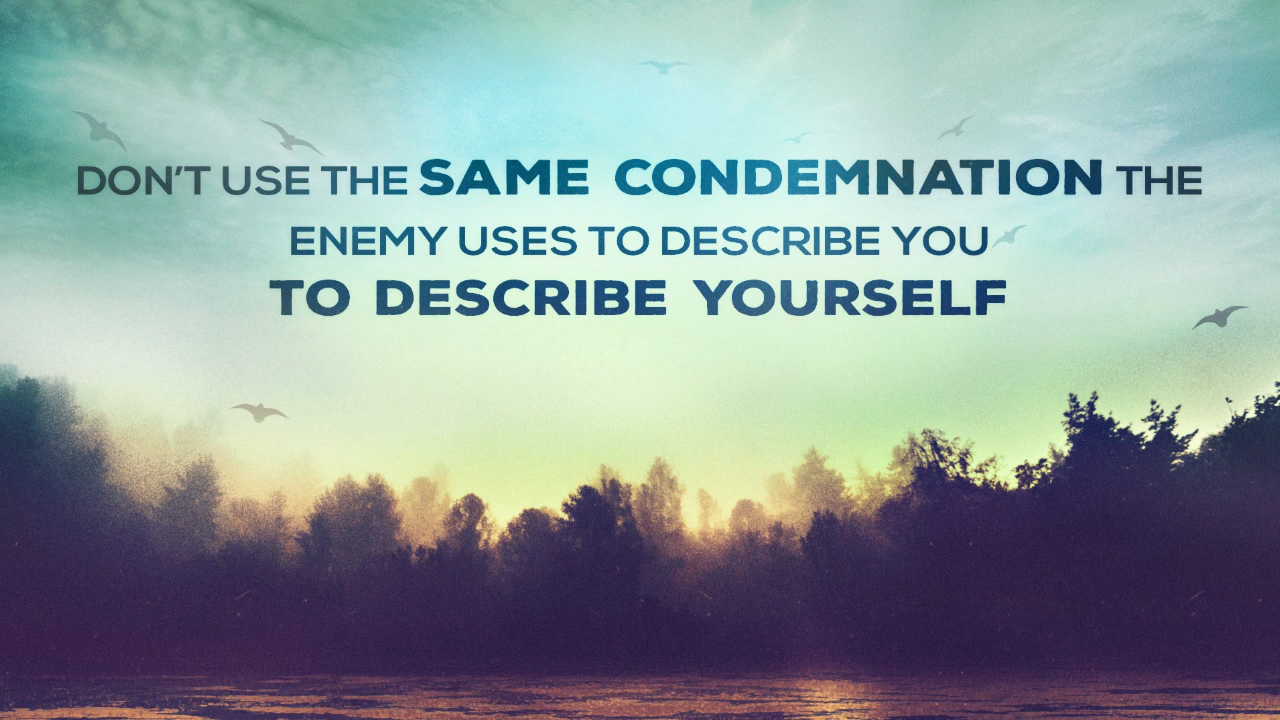 DON'T USE THE SAME CONDEMNATION THE
ENEMY USES TO DESCRIBE YOU
TO DESCRIBE YOURSELF